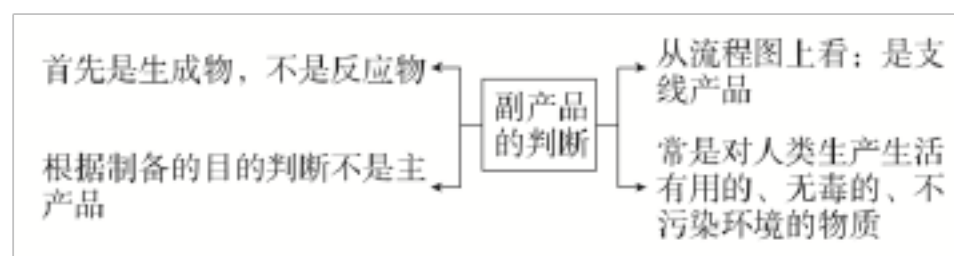 首先是生成物，不是反应物
根据制备的目的判断不是主
产品
副产品
的判断
从流程图上看：是支
线产品
常是对人类生产生活
有用的、无毒的、不
污染环境的物质